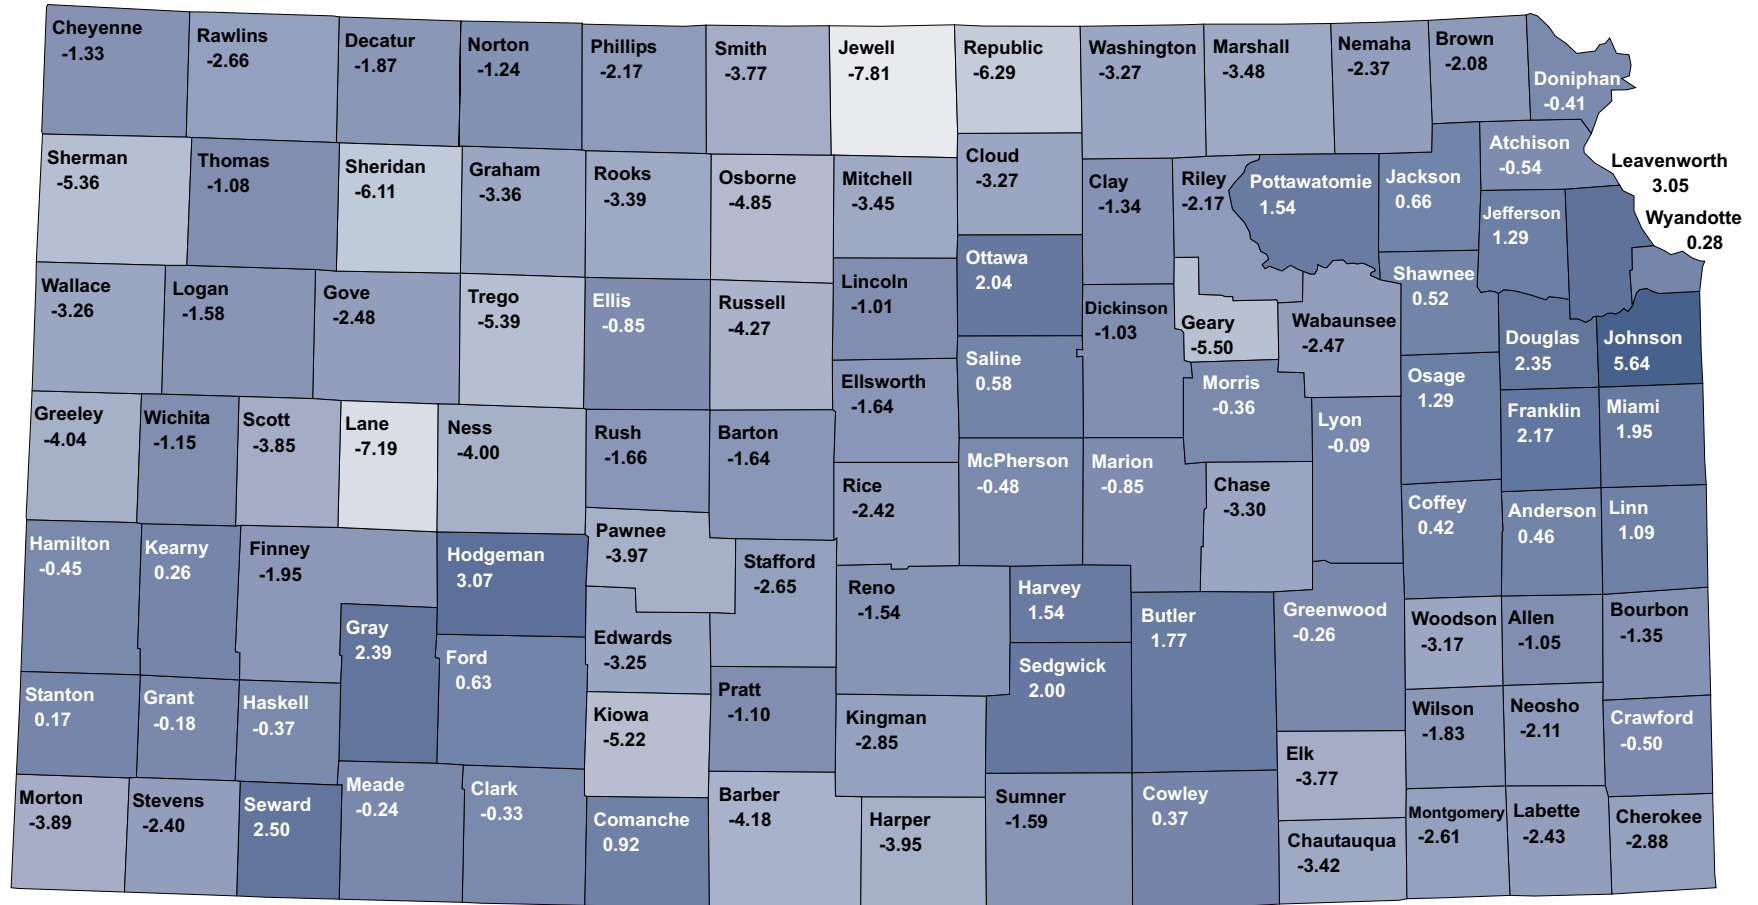 Cheyenne
-1.33
Rawlins
-2.66
Decatur
-1.87
Norton
-1.24
Phillips
-2.17
Smith
-3.77
Jewell
-7.81
Republic
-6.29
Washington
-3.27
Marshall
-3.48
Nemaha
-2.37
Brown
-2.08
Doniphan
-0.41
Sherman
-5.36
Thomas
-1.08
Sheridan
-6.11
Graham
-3.36
Rooks
-3.39
Osborne
-4.85
Mitchell
-3.45
Cloud
-3.27
Clay
-1.34
Riley
-2.17
Pottawatomie
1.54
Jackson
0.66
Atchison
-0.54
Jefferson
1.29
Leavenworth
3.05
Wyandotte
0.28
Wallace
-3.26
Logan
-1.58
Gove
-2.48
Trego
-5.39
Ellis
-0.85
Russell
-4.27
Lincoln
-1.01
Ottawa
2.04
Dickinson
-1.03
Geary
-5.50
Wabaunsee
-2.47
Shawnee
0.52
Douglas
2.35
Johnson
5.64
Saline
0.58
Ellsworth
-1.64
Morris
-0.36
Osage
1.29
Franklin
2.17
Miami
1.95
Greeley
-4.04
Wichita
-1.15
Scott
-3.85
Lane
-7.19
Ness
-4.00
Rush
-1.66
Barton
-1.64
Rice
-2.42
McPherson
-0.48
Marion
-0.85
Chase
-3.30
Lyon
-0.09
Coffey
0.42
Anderson
0.46
Linn
1.09
Hamilton
-0.45
Kearny
0.26
Finney
-1.95
Hodgeman
3.07
Pawnee
-3.97
Stafford
-2.65
Reno
-1.54
Harvey
1.54
Butler
1.77
Greenwood
-0.26
Woodson
-3.17
Allen
-1.05
Bourbon
-1.35
Gray
2.39
Ford
0.63
Edwards
-3.25
Sedgwick
2.00
Stanton
0.17
Grant
-0.18
Haskell
-0.37
Kiowa
-5.22
Pratt
-1.10
Kingman
-2.85
Elk
-3.77
Wilson
-1.83
Neosho
-2.11
Crawford
-0.50
Morton
-3.89
Stevens
-2.40
Seward
2.50
Meade
-0.24
Clark
-0.33
Comanche
0.92
Barber
-4.18
Harper
-3.95
Sumner
-1.59
Cowley
0.37
Chautauqua
-3.42
Montgomery
-2.61
Labette
-2.43
Cherokee
-2.88